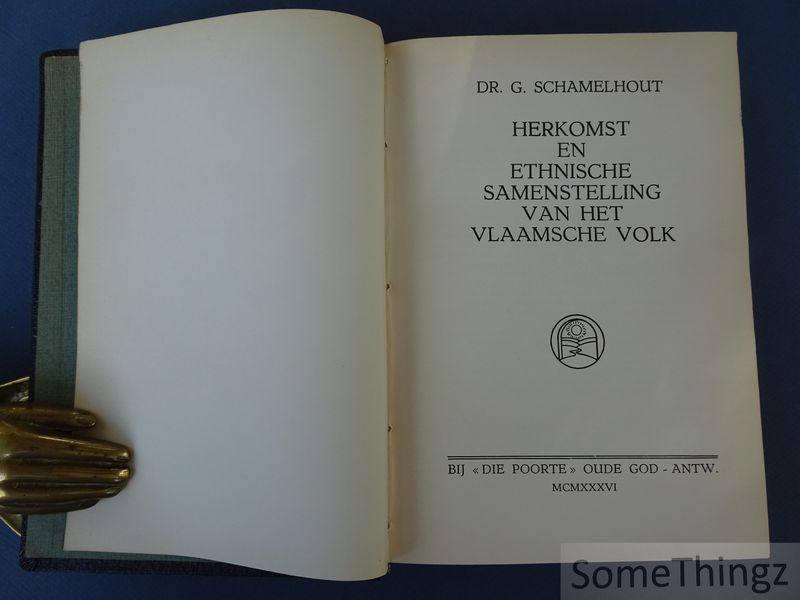 DR. G. SCHAMELHOUT
HERKOMST
EN
ETHNISCHE
SAMENSTELLING
VAN HET
VLAAMSCHE VOLK
BIJ « DIE POORTE » OUDE GOD - ANTW.
MCMXXXVI
SomeThingz